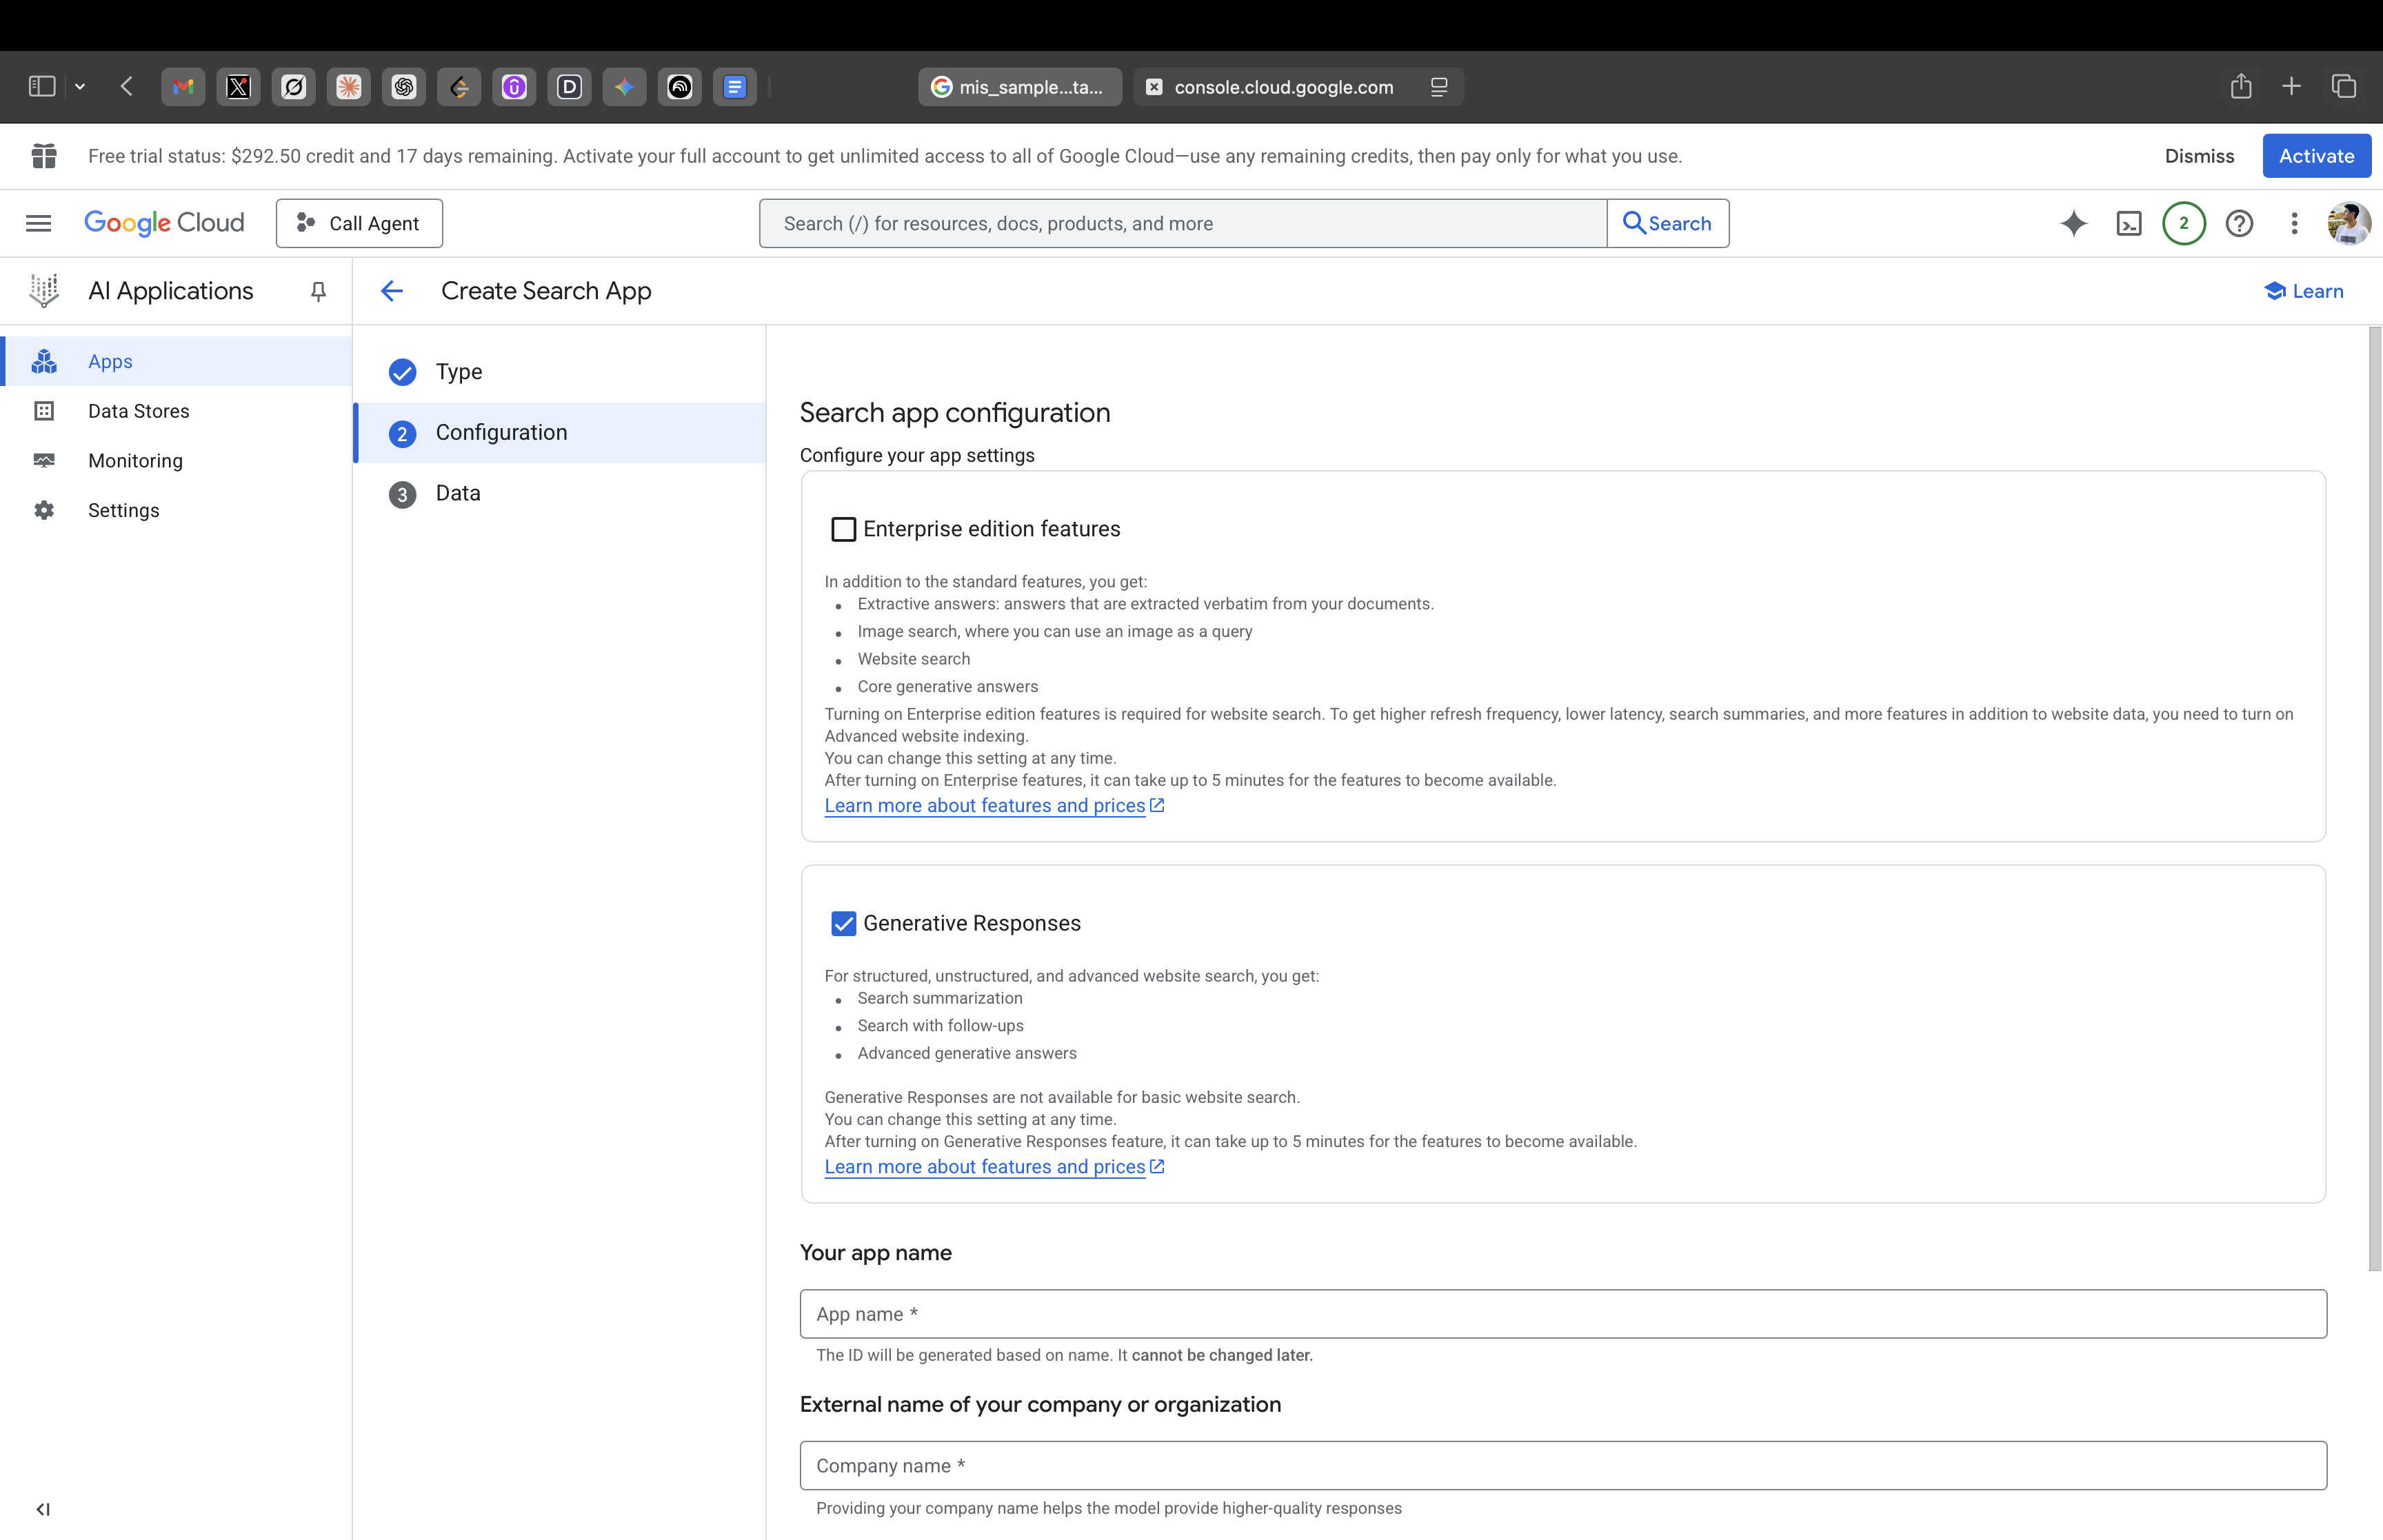 mis_sample...ta...
console.cloud.google.com
Free trial status: $292.50 credit and 17 days remaining. Activate your full account to get unlimited access to all of Google Cloud—use any remaining credits, then pay only for what you use.
Dismiss
Activate
Google Cloud
Call Agent
Search (/) for resources, docs, products, and more
Search
2
AI Applications
Create Search App
Learn
Apps
Data Stores
Monitoring
Settings
Type
2 Configuration
3 Data
Search app configuration
Configure your app settings
Enterprise edition features
In addition to the standard features, you get:
• Extractive answers: answers that are extracted verbatim from your documents.
• Image search, where you can use an image as a query
• Website search
• Core generative answers
Turning on Enterprise edition features is required for website search. To get higher refresh frequency, lower latency, search summaries, and more features in addition to website data, you need to turn on
Advanced website indexing.
You can change this setting at any time.
After turning on Enterprise features, it can take up to 5 minutes for the features to become available.
Learn more about features and prices
Generative Responses
For structured, unstructured, and advanced website search, you get:
• Search summarization
• Search with follow-ups
• Advanced generative answers
Generative Responses are not available for basic website search.
You can change this setting at any time.
After turning on Generative Responses feature, it can take up to 5 minutes for the features to become available.
Learn more about features and prices
Your app name
App name *
The ID will be generated based on name. It cannot be changed later.
External name of your company or organization
Company name *
Providing your company name helps the model provide higher-quality responses